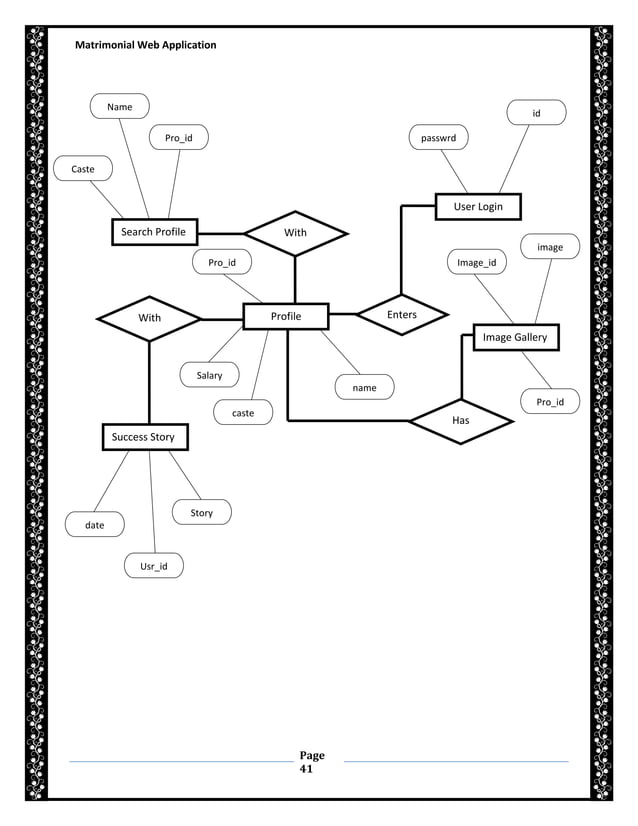 Matrimonial Web Application
Name
id
Pro_id
passwrd
Caste
User Login
Search Profile
With
image
Pro_id
Image_id
With
Profile
Enters
Image Gallery
Salary
name
caste
Pro_id
Has
Success Story
Story
date
Usr_id
Page
41